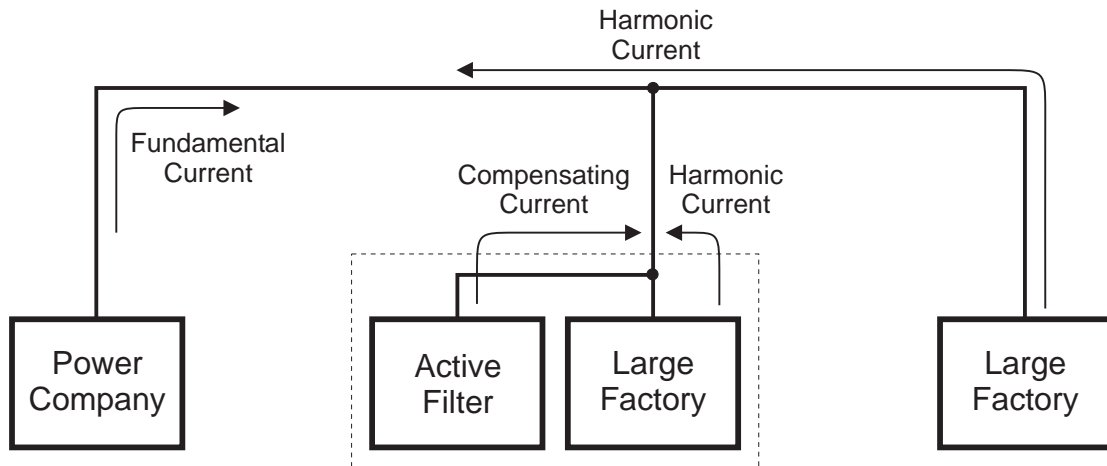 Harmonic
Current
Fundamental
Current
Compensating
Current
Harmonic
Current
Power
Company
Active
Filter
Large
Factory
Large
Factory